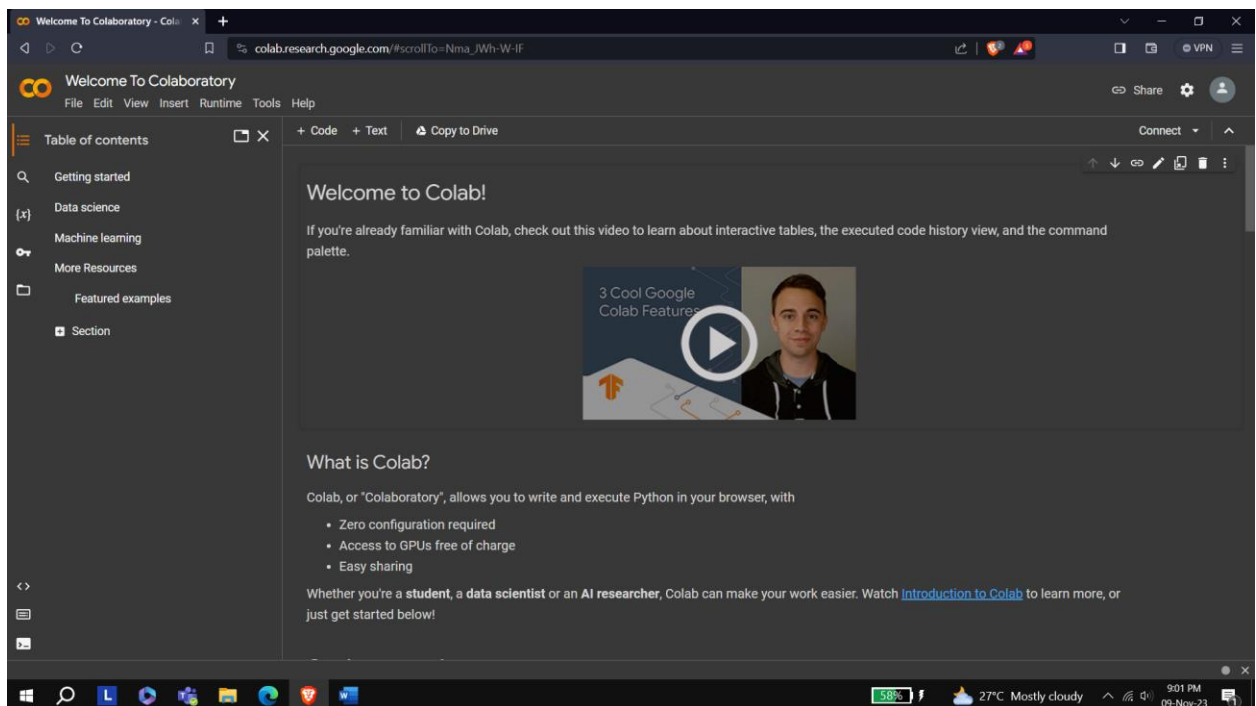 Welcome To Colaboratory - Cola
colab.research.google.com/#scrollTo=Nma_JWh-W-IF
VPN
Welcome To Colaboratory
File Edit View Insert Runtime Tools Help
Share
Table of contents
+ Code + Text Copy to Drive
Connect
Getting started
Data science
{x}
Machine learning
More Resources
Featured examples
Section
Welcome to Colab!
If you're already familiar with Colab, check out this video to learn about interactive tables, the executed code history view, and the command
palette.
3 Cool Google
Colab Features
What is Colab?
Colab, or "Colaboratory", allows you to write and execute Python in your browser, with
• Zero configuration required
• Access to GPUs free of charge
• Easy sharing
Whether you're a student, a data scientist or an AI researcher, Colab can make your work easier. Watch Introduction to Colab to learn more, or
just get started below!
58%
27°C Mostly cloudy
9:01 PM
09-Nov-23